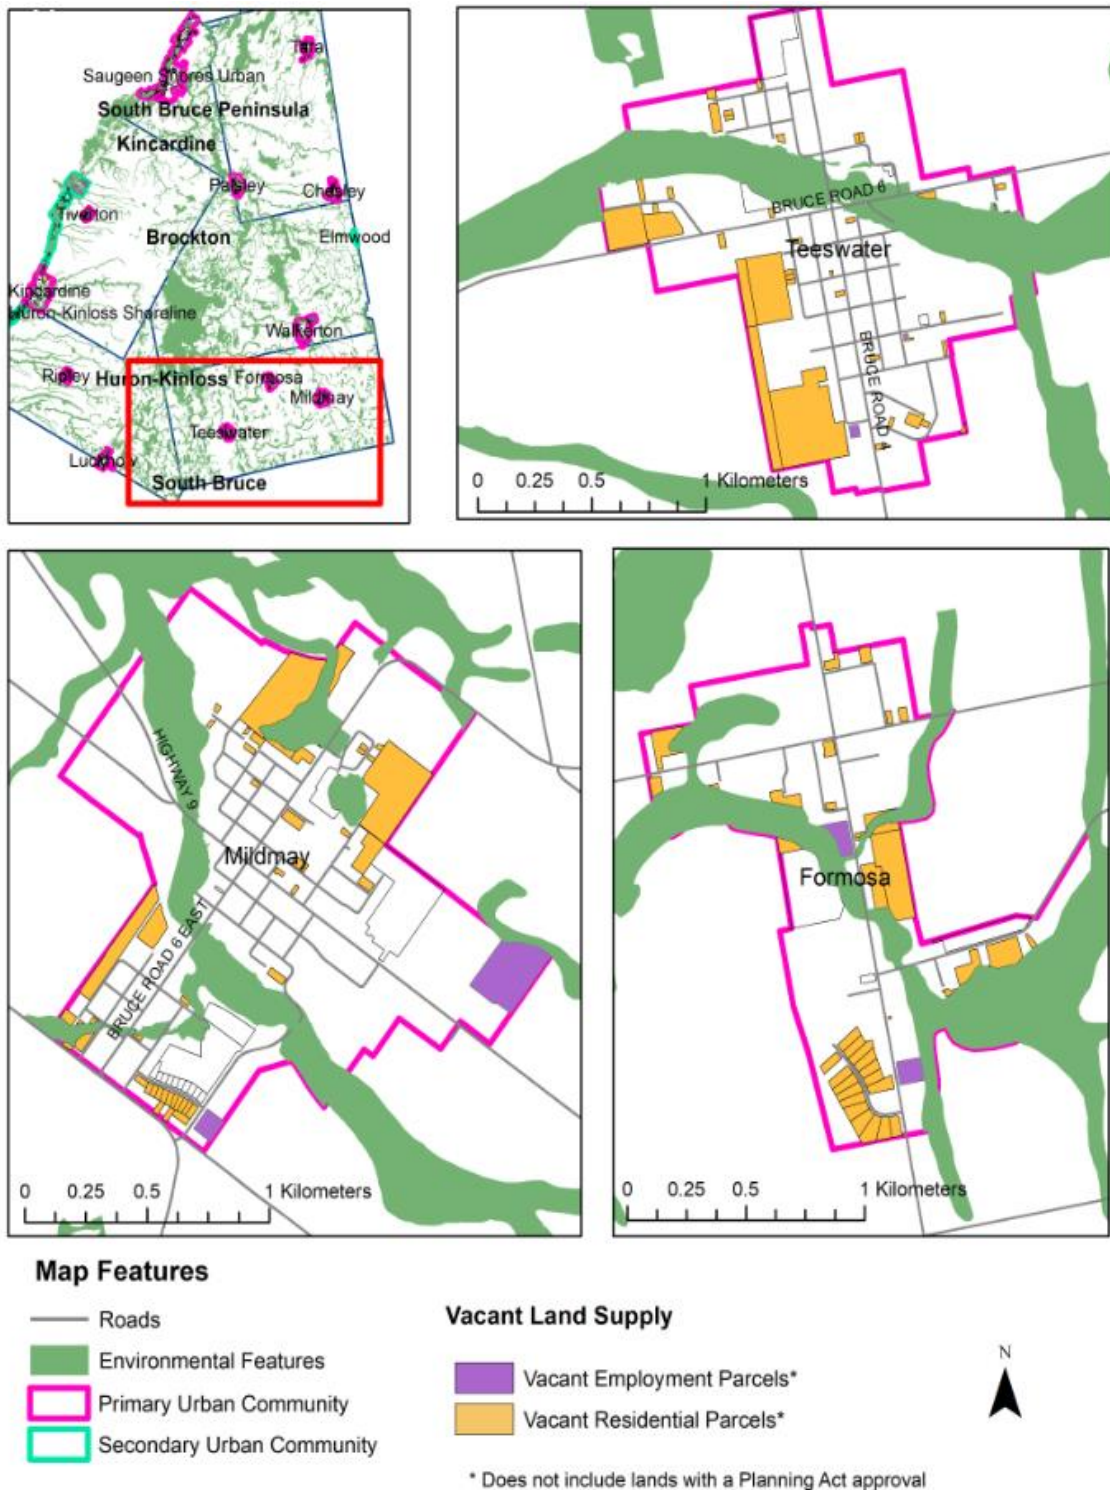 Tara
Saugeen Shores Urban
South Bruce Peninsula
Kincardine
Paisley
Chesley
Tiverton
Brockton
Elmwood
Kincardine
Huron-Kinloss Shoreline
Walkerton
Ripley
Huron-Kinloss
Formosa
Mildmay
Teeswater
Lucknow
South Bruce
BRUCE ROAD 6
Teeswater
BRUCE ROAD 4
0 0.25 0.5 1 Kilometers
HIGHWAY 9
Mildmay
BRUCE ROAD 6 EAST
0 0.25 0.5 1 Kilometers
Formosa
0 0.25 0.5 1 Kilometers
Map Features
Roads
Environmental Features
Primary Urban Community
Secondary Urban Community
Vacant Land Supply
Vacant Employment Parcels*
Vacant Residential Parcels*
* Does not include lands with a Planning Act approval
N